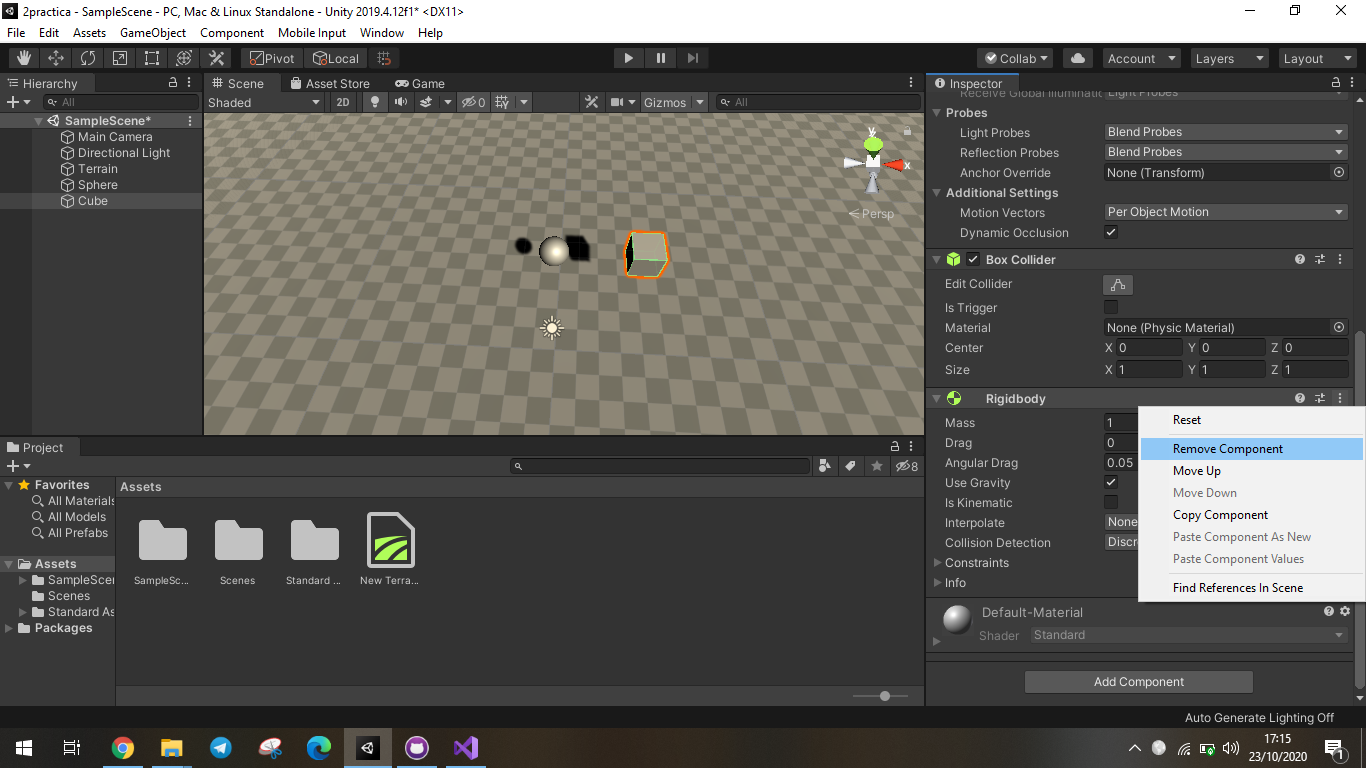 2practica - SampleScene - PC, Mac & Linux Standalone - Unity 2019.4.12f1* <DX11>
File Edit Assets GameObject Component Mobile Input Window Help
Pivot Local Collab Account Layers Layout
Hierarchy
All
SampleScene*
Main Camera
Directional Light
Terrain
Sphere
Cube
Scene Asset Store Game
Shaded 2D 0 Gizmos All
y
x
Persp
Inspector
Receive Global Illuminatic Light Probes
Probes
Light Probes Blend Probes
Reflection Probes Blend Probes
Anchor Override None (Transform)
Additional Settings
Motion Vectors Per Object Motion
Dynamic Occlusion
Box Collider
Edit Collider
Is Trigger
Material None (Physic Material)
Center X 0 Y 0 Z 0
Size X 1 Y 1 Z 1
Rigidbody
Mass 1
Drag 0
Angular Drag 0.05
Use Gravity
Is Kinematic
Interpolate None
Collision Detection Discr
Constraints
Info
Reset
Remove Component
Move Up
Move Down
Copy Component
Paste Component As New
Paste Component Values
Find References In Scene
Default-Material
Shader Standard
Add Component
Project
8
Favorites
All Materials
All Models
All Prefabs
Assets
SampleScen
Scenes
Standard As
Packages
Assets
SampleSc...
Scenes
Standard ...
New Terra...
Auto Generate Lighting Off
17:15
23/10/2020
1